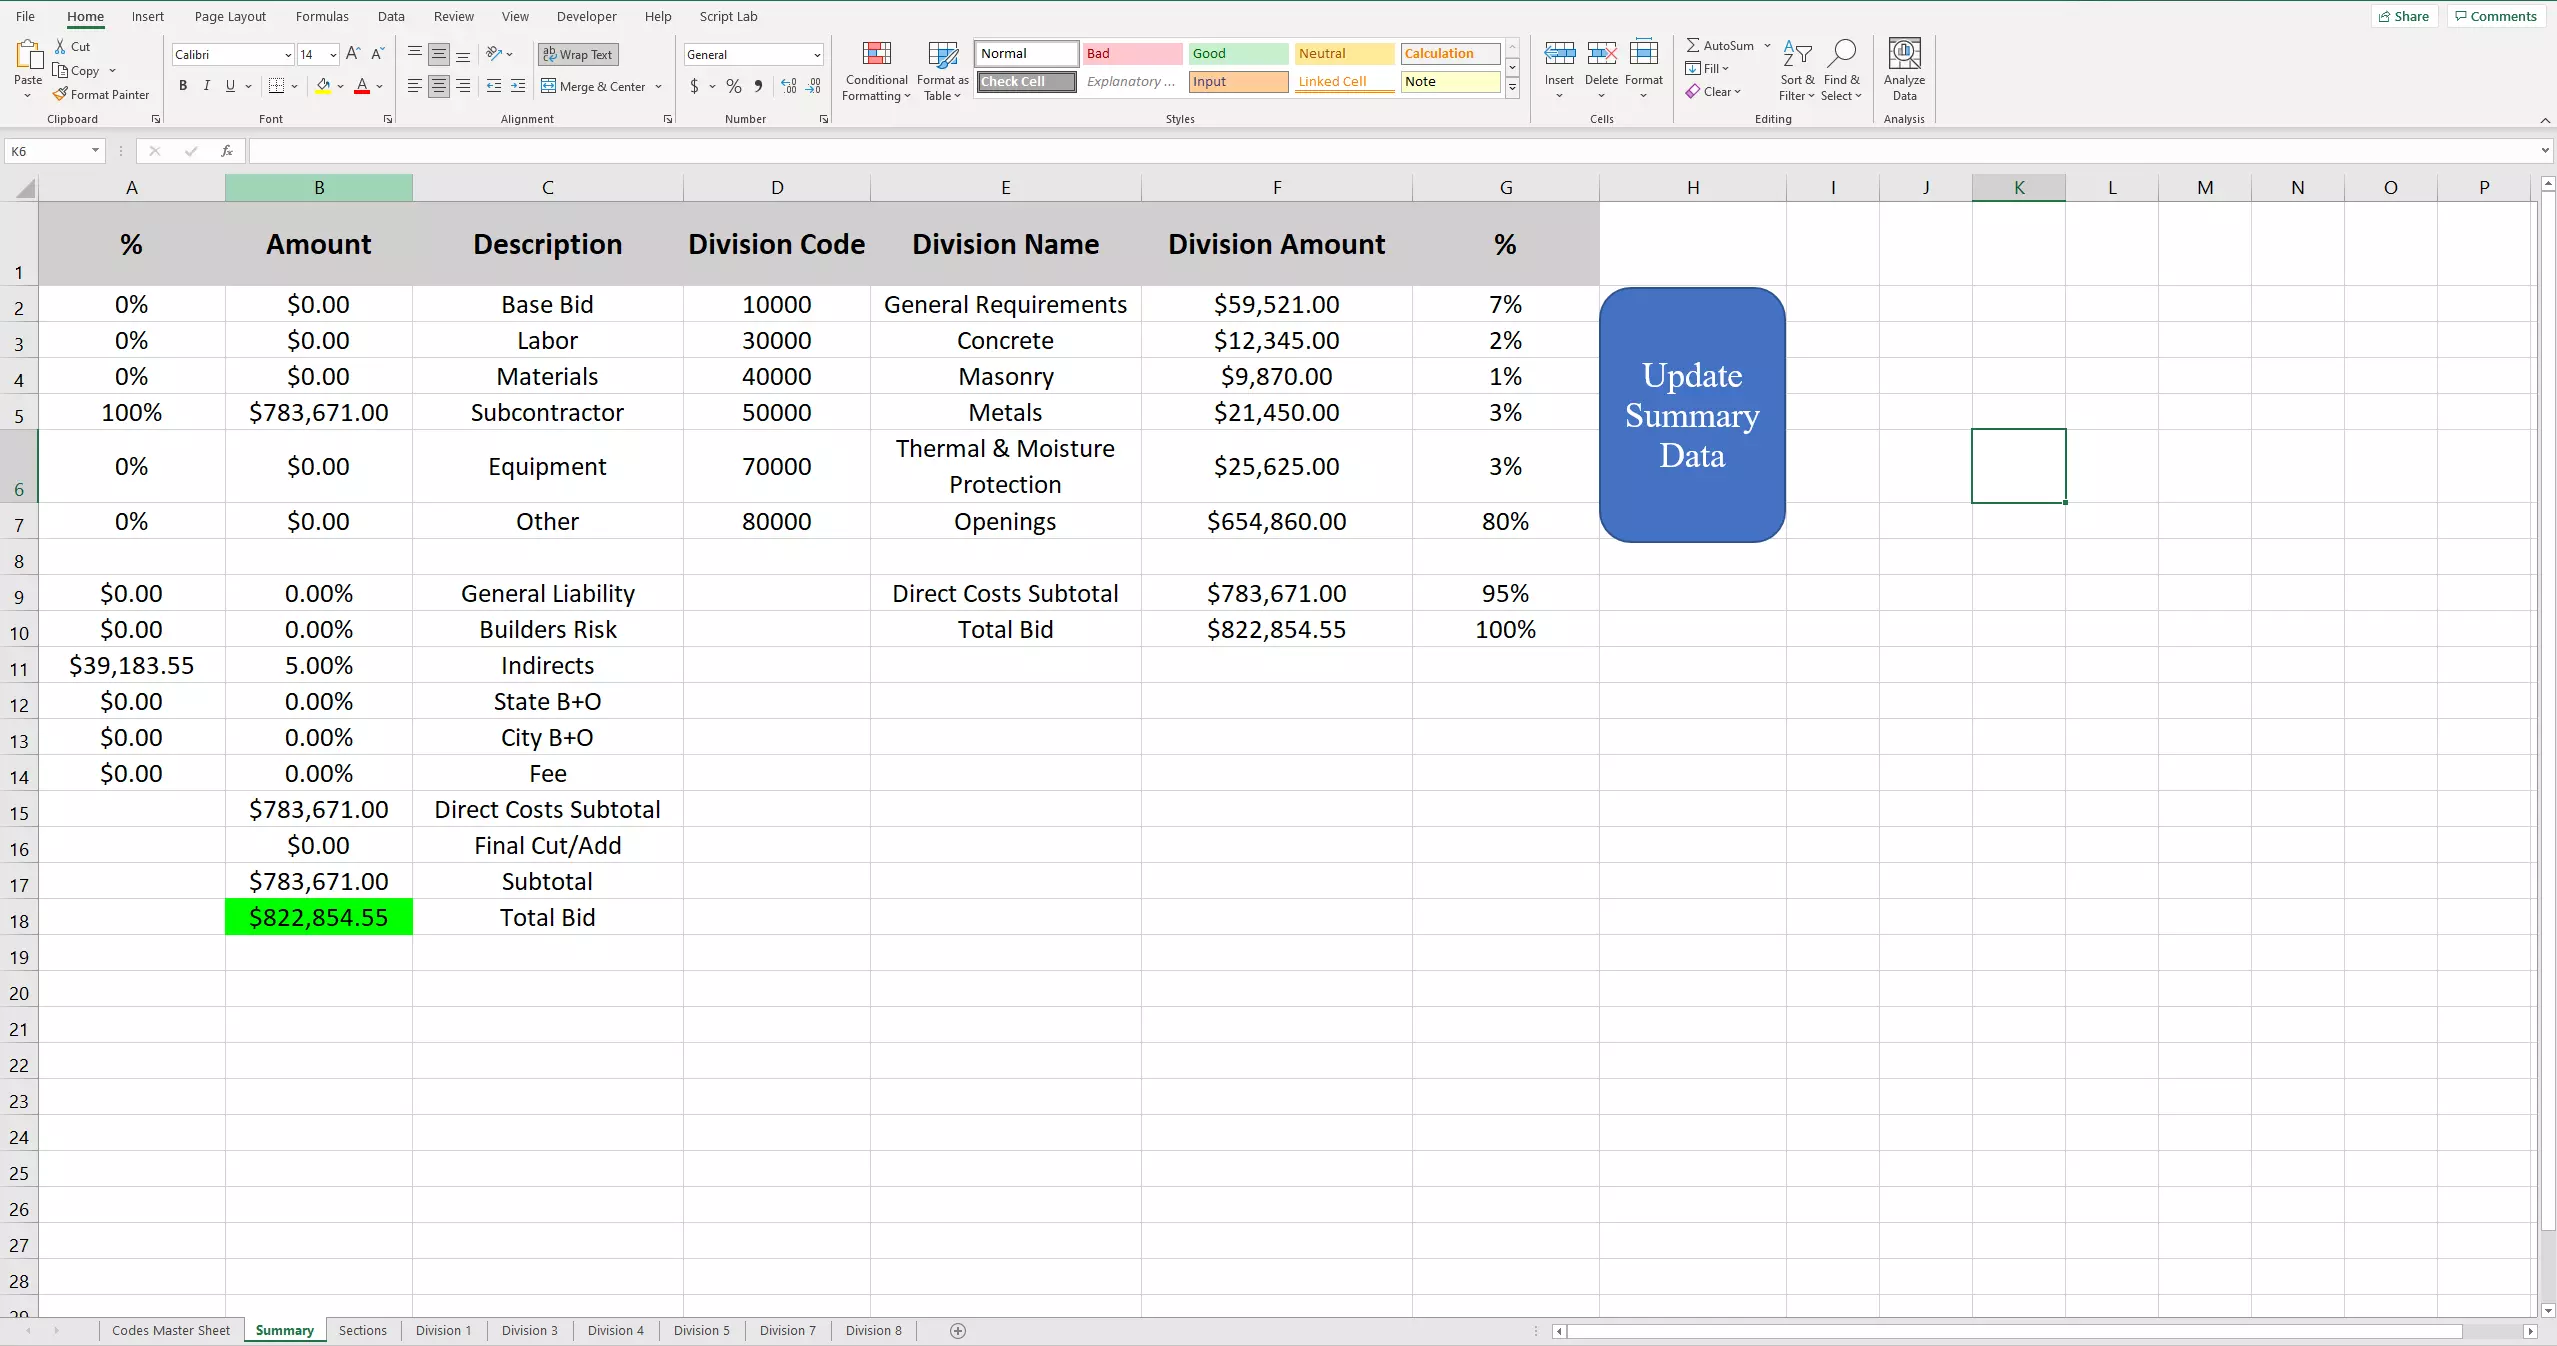 File Home Insert Page Layout Formulas Data Review View Developer Help Script Lab Share Comments
Cut
Copy
Format Painter
Paste
Clipboard
Calibri 14
B I U
Font
Wrap Text
Merge & Center
Alignment
General
$ % 9
Number
Conditional Formatting
Format as Table
Normal Bad Good Neutral Calculation
Check Cell Explanatory ... Input Linked Cell Note
Styles
Insert Delete Format
Cells
AutoSum
Fill
Clear
Sort & Filter
Find & Select
Editing
Analyze Data
Analysis
K6 fx
A B C D E F G H I J K L M N O P
1 % Amount Description Division Code Division Name Division Amount %
2 0% $0.00 Base Bid 10000 General Requirements $59,521.00 7%
3 0% $0.00 Labor 30000 Concrete $12,345.00 2%
4 0% $0.00 Materials 40000 Masonry $9,870.00 1%
5 100% $783,671.00 Subcontractor 50000 Metals $21,450.00 3%
6 0% $0.00 Equipment 70000 Thermal & Moisture Protection $25,625.00 3%
7 0% $0.00 Other 80000 Openings $654,860.00 80%
Update
Summary
Data
8
9 $0.00 0.00% General Liability Direct Costs Subtotal $783,671.00 95%
10 $0.00 0.00% Builders Risk Total Bid $822,854.55 100%
11 $39,183.55 5.00% Indirects
12 $0.00 0.00% State B+O
13 $0.00 0.00% City B+O
14 $0.00 0.00% Fee
15 $783,671.00 Direct Costs Subtotal
16 $0.00 Final Cut/Add
17 $783,671.00 Subtotal
18 $822,854.55 Total Bid
19
20
21
22
23
24
25
26
27
28
29
Codes Master Sheet Summary Sections Division 1 Division 3 Division 4 Division 5 Division 7 Division 8